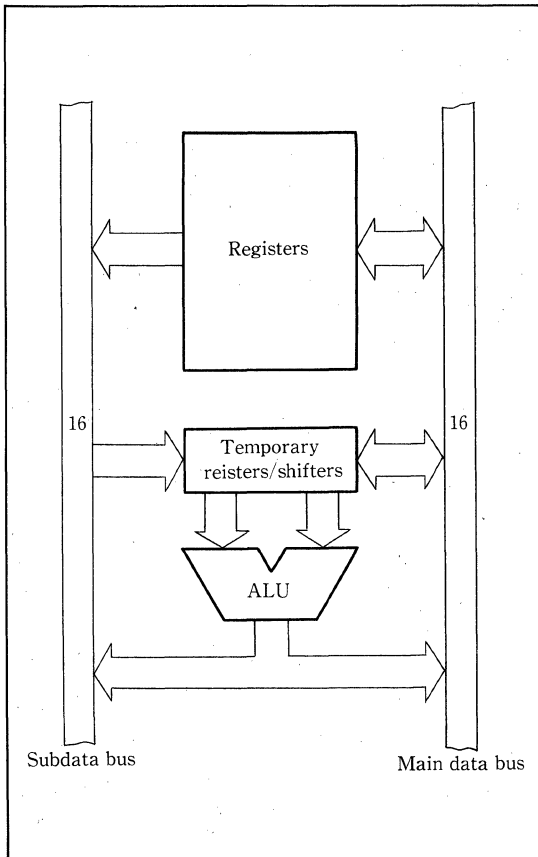 Registers
16
16
Temporary
reisters/shifters
ALU
Subdata bus
Main data bus